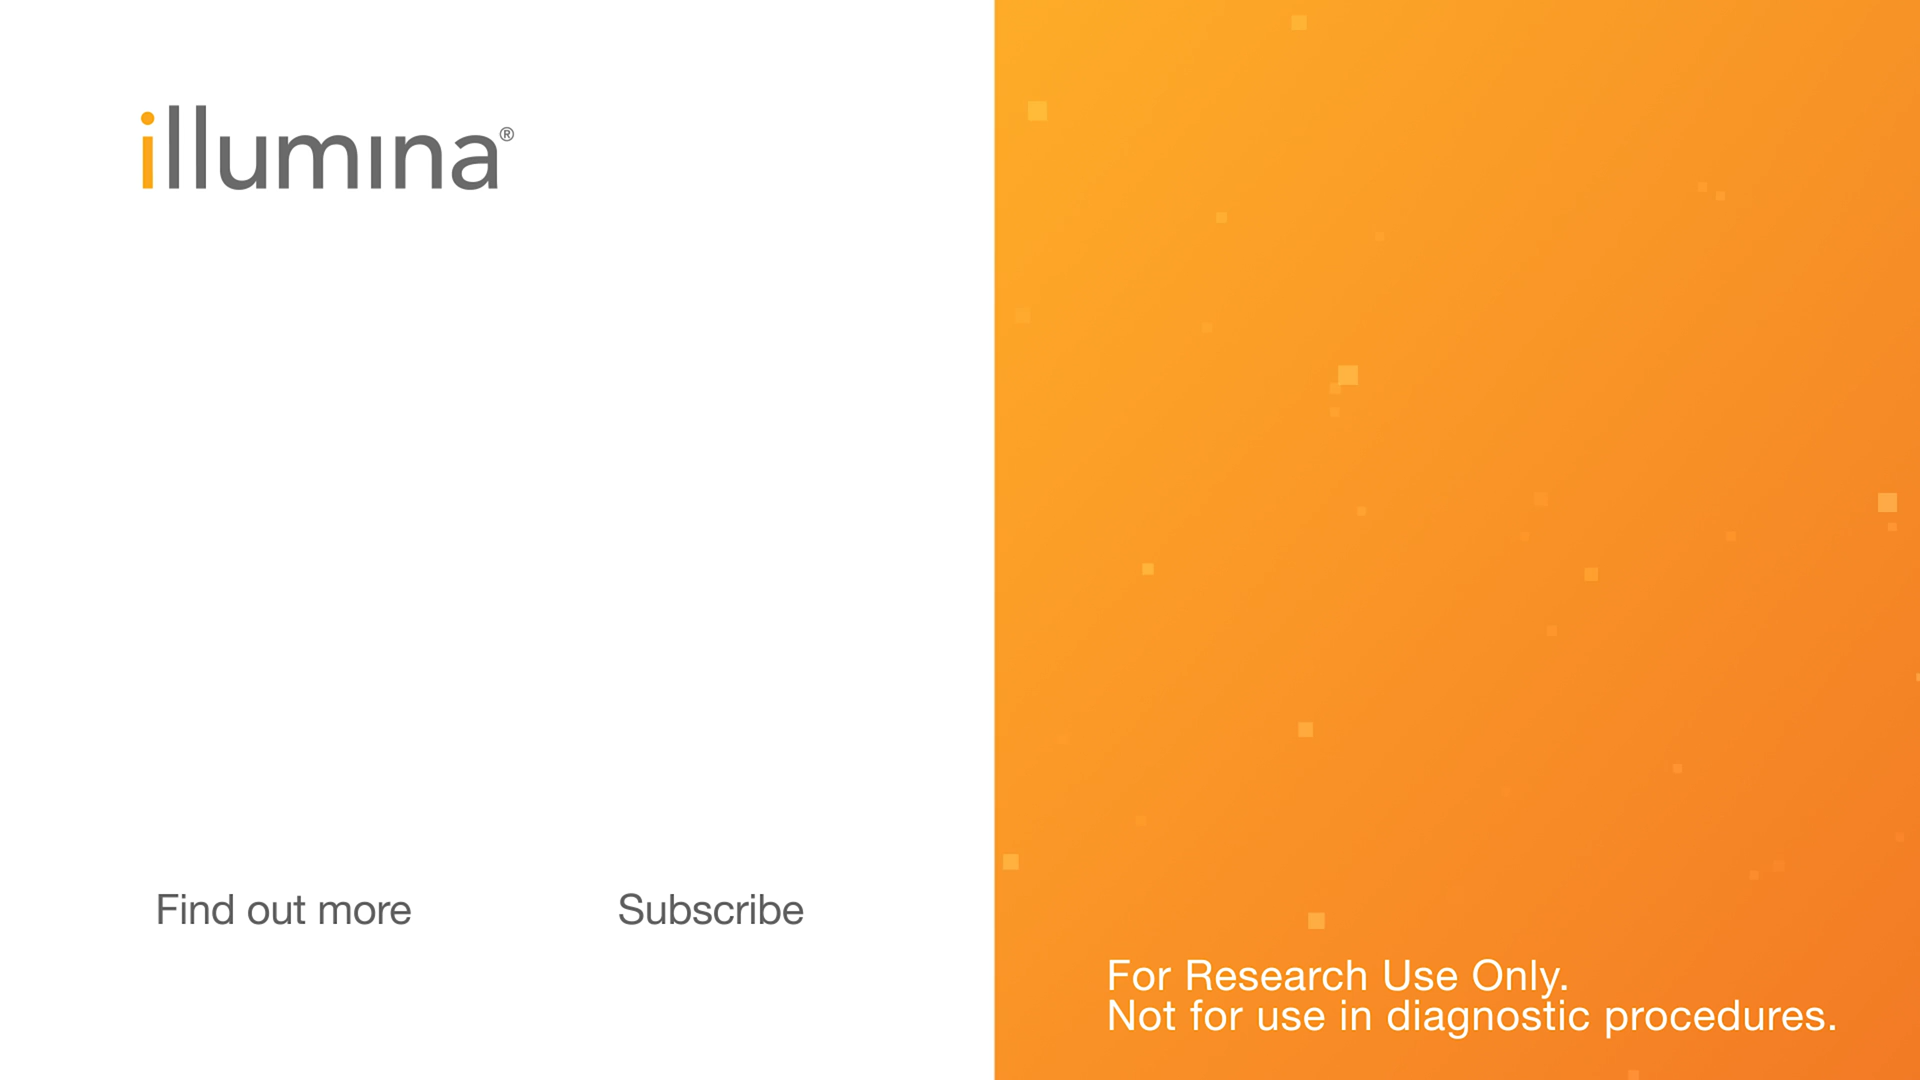 illumina®
Find out more
Subscribe
For Research Use Only.
Not for use in diagnostic procedures.